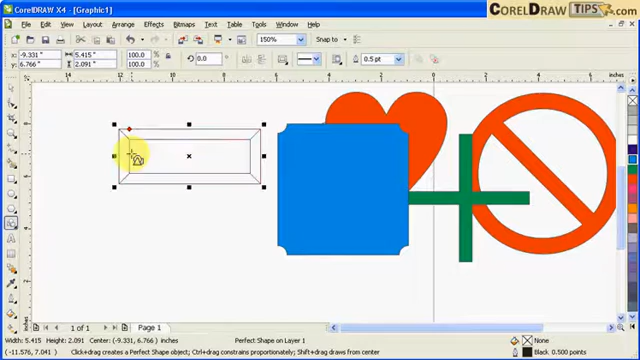 CorelDRAW X4 - [Graphic1]
CORELDRAW TIPS.COM
File Edit View Layout Arrange Effects Bitmaps Text Table Tools Window Help
150% Snap to
x: -9.331 " 5.415 " 100.0 %
y: 6.766 " 2.091 " 100.0 % 0.0 ° 0.5 pt
14 12 10 8 6 4 2 0 2 4 inches
1 of 1 Page 1
Width: 5.415 Height: 2.091 Center: (-9.331, 6.766) inches Perfect Shape on Layer 1 None
(-11.576, 7.041) Click+drag creates a Perfect Shape object; Ctrl+drag constrains proportionately; Shift+drag draws from center Black 0.500 points